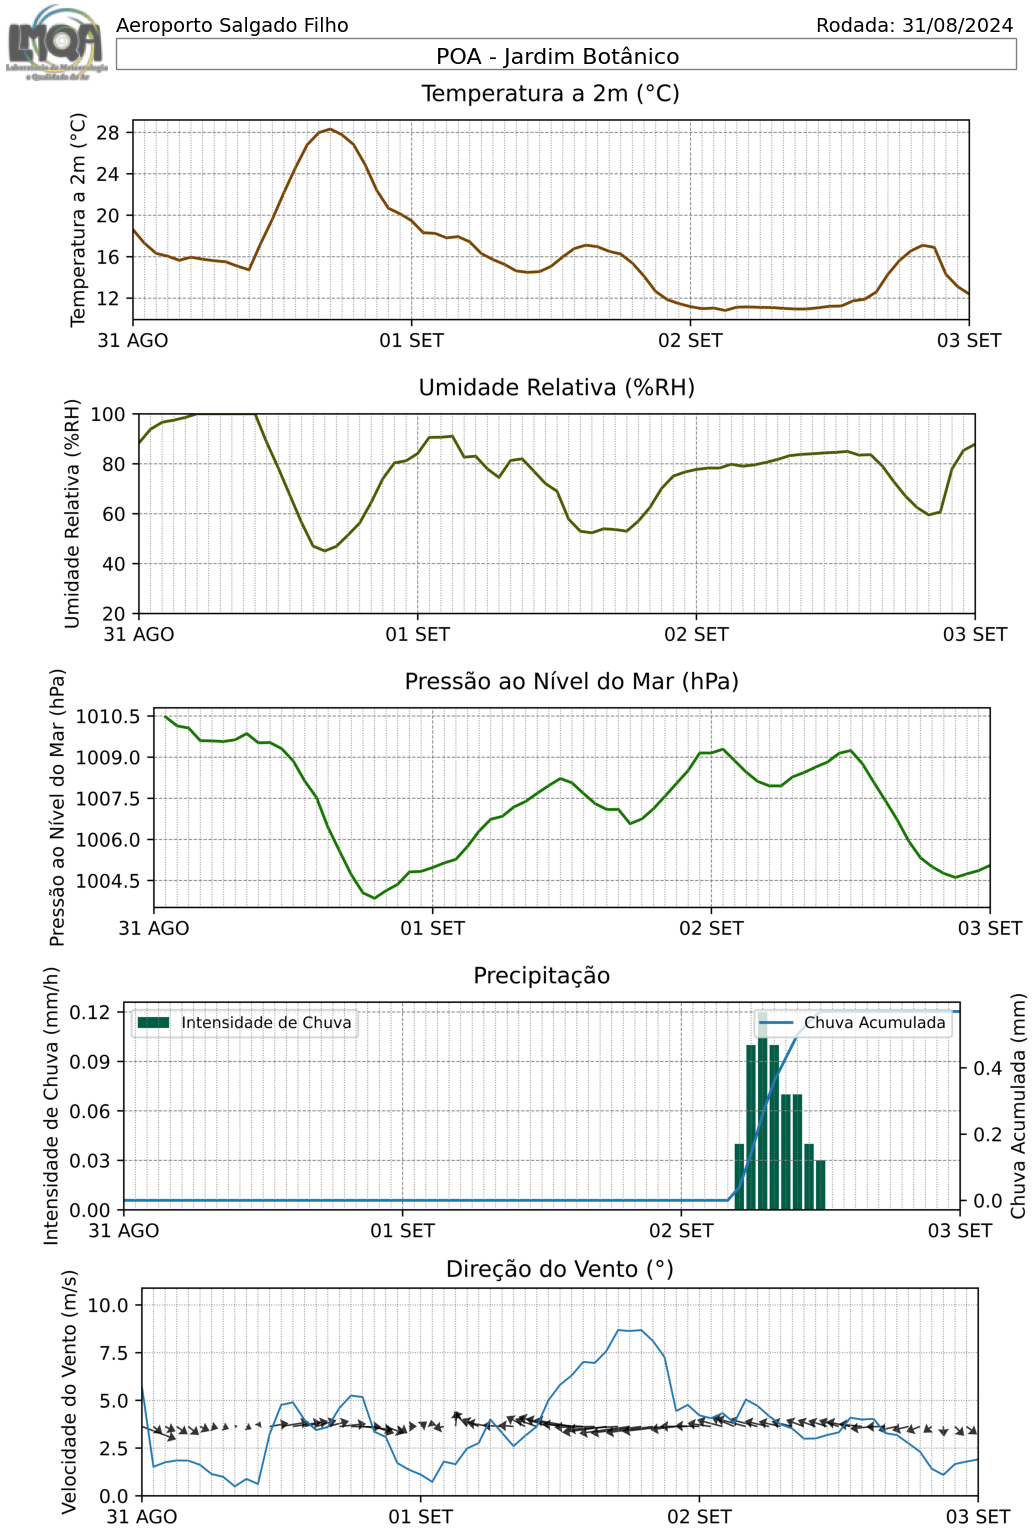 LMQA
Laboratório de Meteorologia
e Qualidade do Ar
Aeroporto Salgado Filho
Rodada: 31/08/2024
POA - Jardim Botânico
Temperatura a 2m (°C)
Temperatura a 2m (°C)
28
24
20
16
12
31 AGO 01 SET 02 SET 03 SET
Umidade Relativa (%RH)
Umidade Relativa (%RH)
100
80
60
40
20
31 AGO 01 SET 02 SET 03 SET
Pressão ao Nível do Mar (hPa)
Pressão ao Nível do Mar (hPa)
1010.5
1009.0
1007.5
1006.0
1004.5
31 AGO 01 SET 02 SET 03 SET
Precipitação
Intensidade de Chuva (mm/h)
0.12
0.09
0.06
0.03
0.00
Intensidade de Chuva
Chuva Acumulada
0.4
0.2
0.0
Chuva Acumulada (mm)
31 AGO 01 SET 02 SET 03 SET
Direção do Vento (°)
Velocidade do Vento (m/s)
10.0
7.5
5.0
2.5
0.0
31 AGO 01 SET 02 SET 03 SET